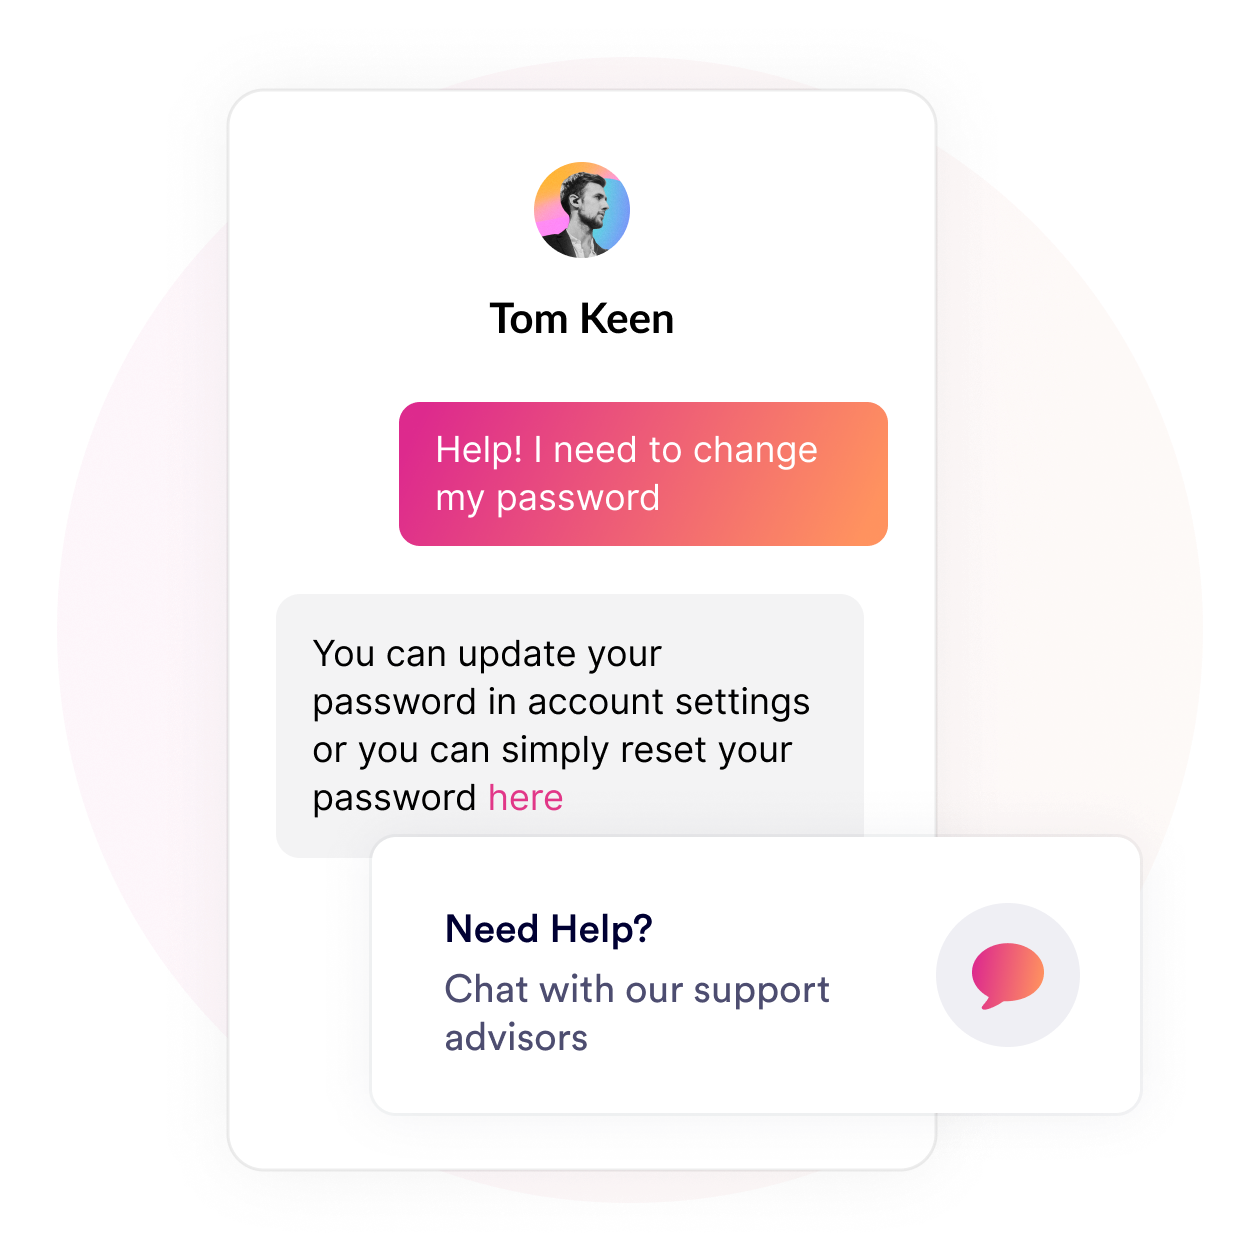 Tom Keen
Help! I need to change
my password
You can update your
password in account settings
or you can simply reset your
password here
Need Help?
Chat with our support
advisors